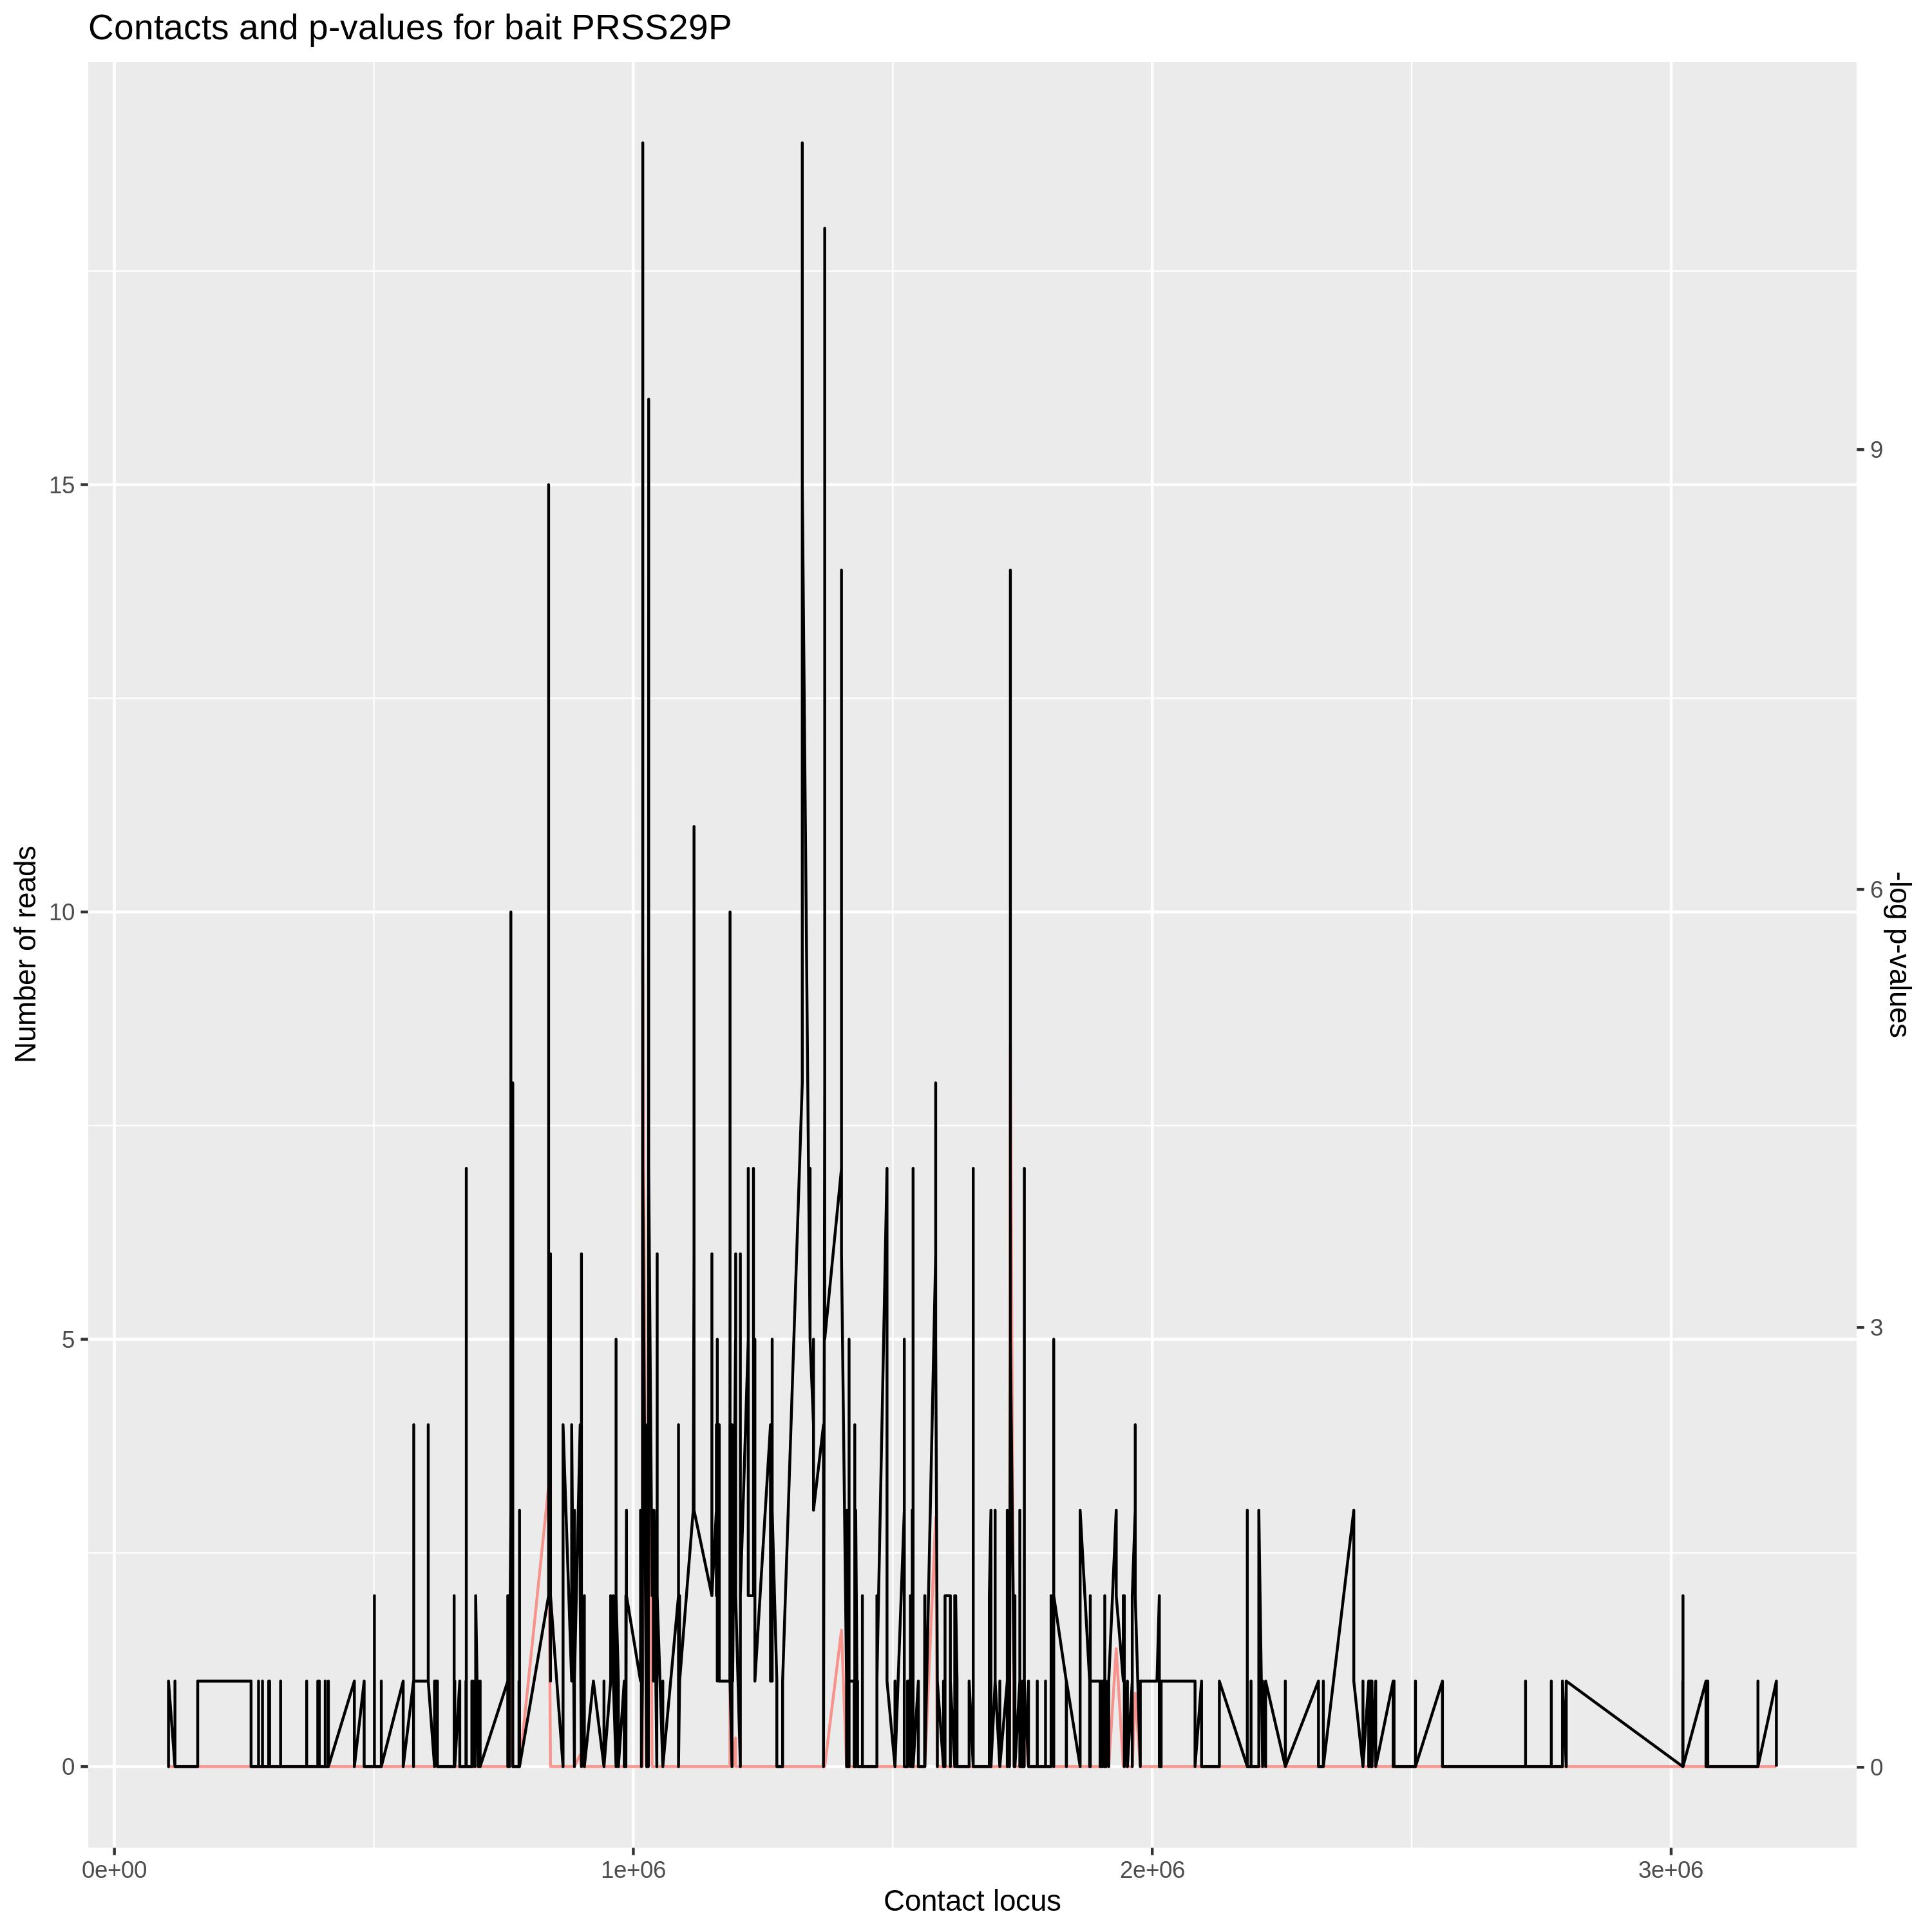 Contacts and p-values for bait PRSS29P
15
10
5
0
Number of reads
9
6
3
0
-log p-values
0e+00
1e+06
2e+06
3e+06
Contact locus